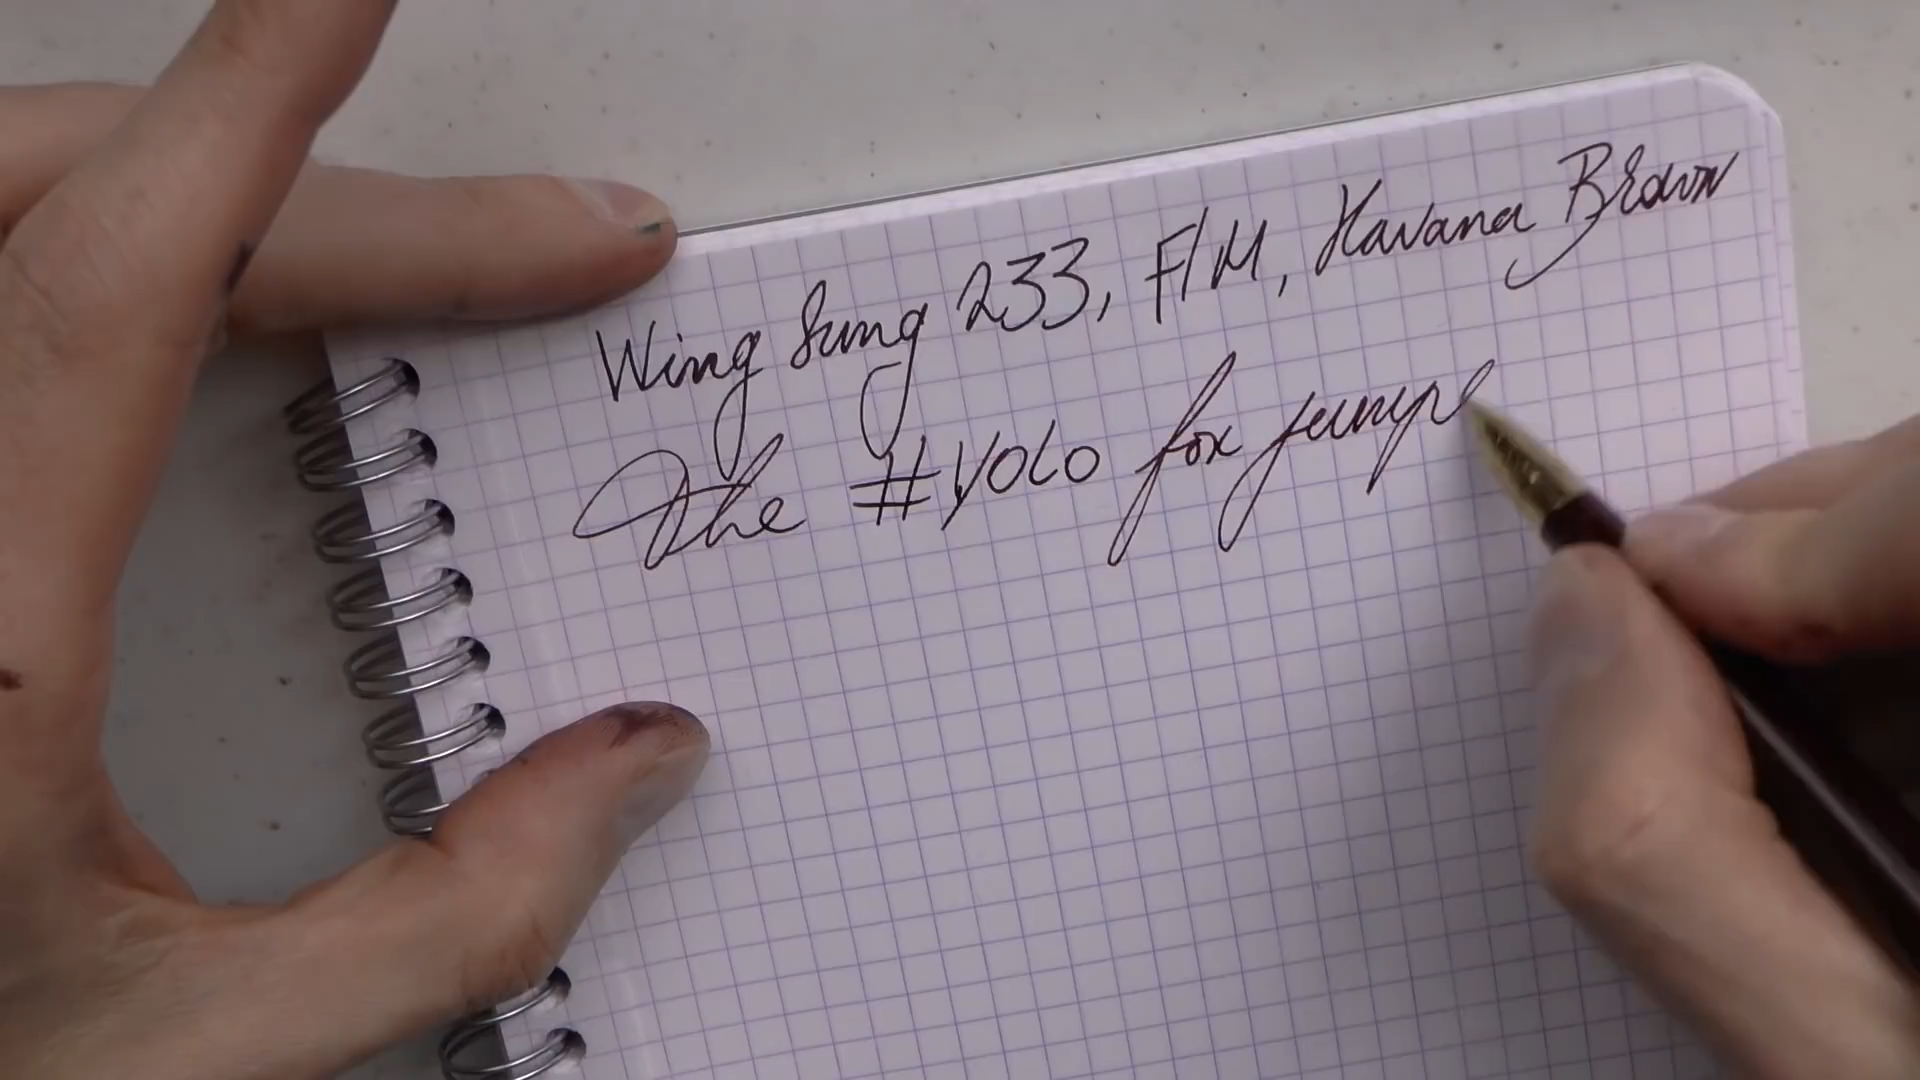 Wing Sung 233, F/M, Havana Brown
The #YOLO fox jumps